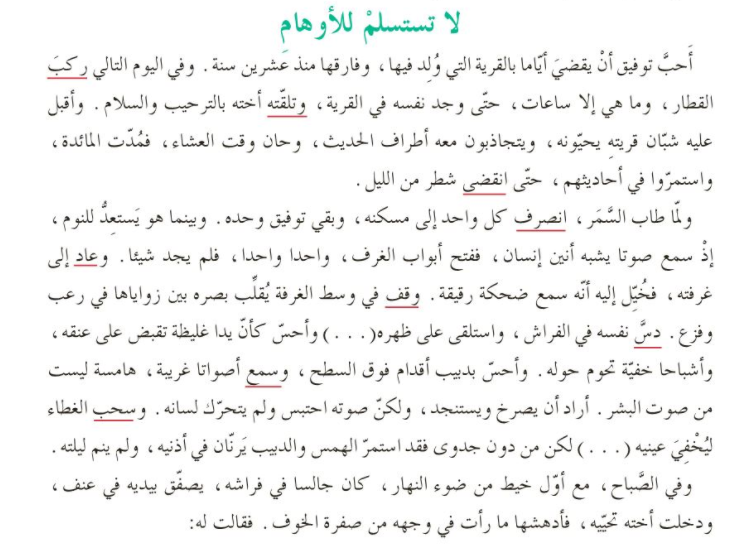 لا تستسلمْ للأوهام
أَحبَّ توفيق أنْ يقضيَ أيّاما بالقرية التي وُلِد فيها، وفارقها منذ عشرين سنة. وفي اليوم التالي ركبَ
القطار، وما هي إلا ساعات، حتّى وجد نفسه في القرية، وتلقّته أخته بالترحيب والسلام. وأقبل
عليه شبّان قريتهِ يحيّونه، ويتجاذبون معه أطراف الحديث، وحان وقت العشاء، فمُدّت المائدة،
واستمرّوا في أحاديثهم، حتّى انقضى شطر من الليل.
ولمّا طاب السَّمَر، انصرف كل واحد إلى مسكنه، وبقي توفيق وحده. وبينما هو يَستعِدُّ للنوم،
إذْ سمع صوتا يشبه أنين إنسان، ففتح أبواب الغرف، واحدا واحدا، فلم يجد شيئا. وعاد إلى
غرفته، فخُيِّل إليه أنّه سمع ضحكة رقيقة. وقف في وسط الغرفة يُقلِّب بصره بين زواياها في رعب
وفزع. دسَّ نفسه في الفراش، واستلقى على ظهره(...) وأحسّ كأنّ يدا غليظة تقبض على عنقه،
وأشباحا خفيّة تحوم حوله. وأحسّ بدبيب أقدام فوق السطح، وسمع أصواتا غريبة، هامسة ليست
من صوت البشر. أراد أن يصرخ ويستنجد، ولكنّ صوته احتبس ولم يتحرّك لسانه. وسحب الغطاء
ليُخْفِيَ عينيه(...) لكن من دون جدوى فقد استمرّ الهمس والدبيب يَرنّان في أذنيه، ولم ينم ليلته.
وفي الصَّباح، مع أوّل خيط من ضوء النهار، كان جالسا في فراشه، يصفّق بيديه في عنف،
ودخلت أخته تحيّيه، فأدهشها ما رأت في وجهه من صفرة الخوف. فقالت له: